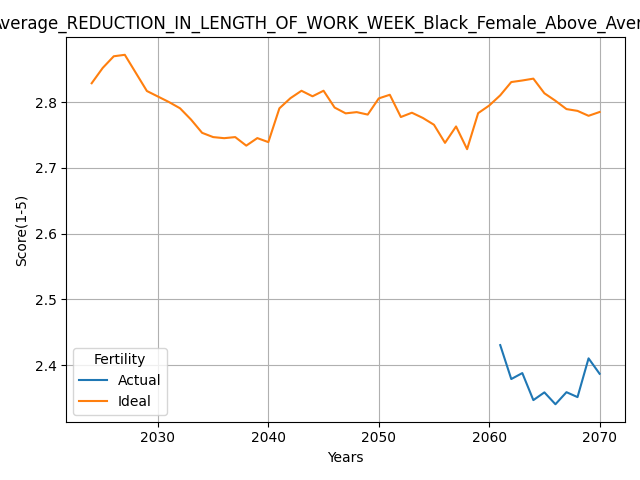 Average_REDUCTION_IN_LENGTH_OF_WORK_WEEK_Black_Female_Above_Aver
2.8
2.7
2.6
2.5
2.4
Score(1-5)
Fertility
Actual
Ideal
2030 2040 2050 2060 2070
Years